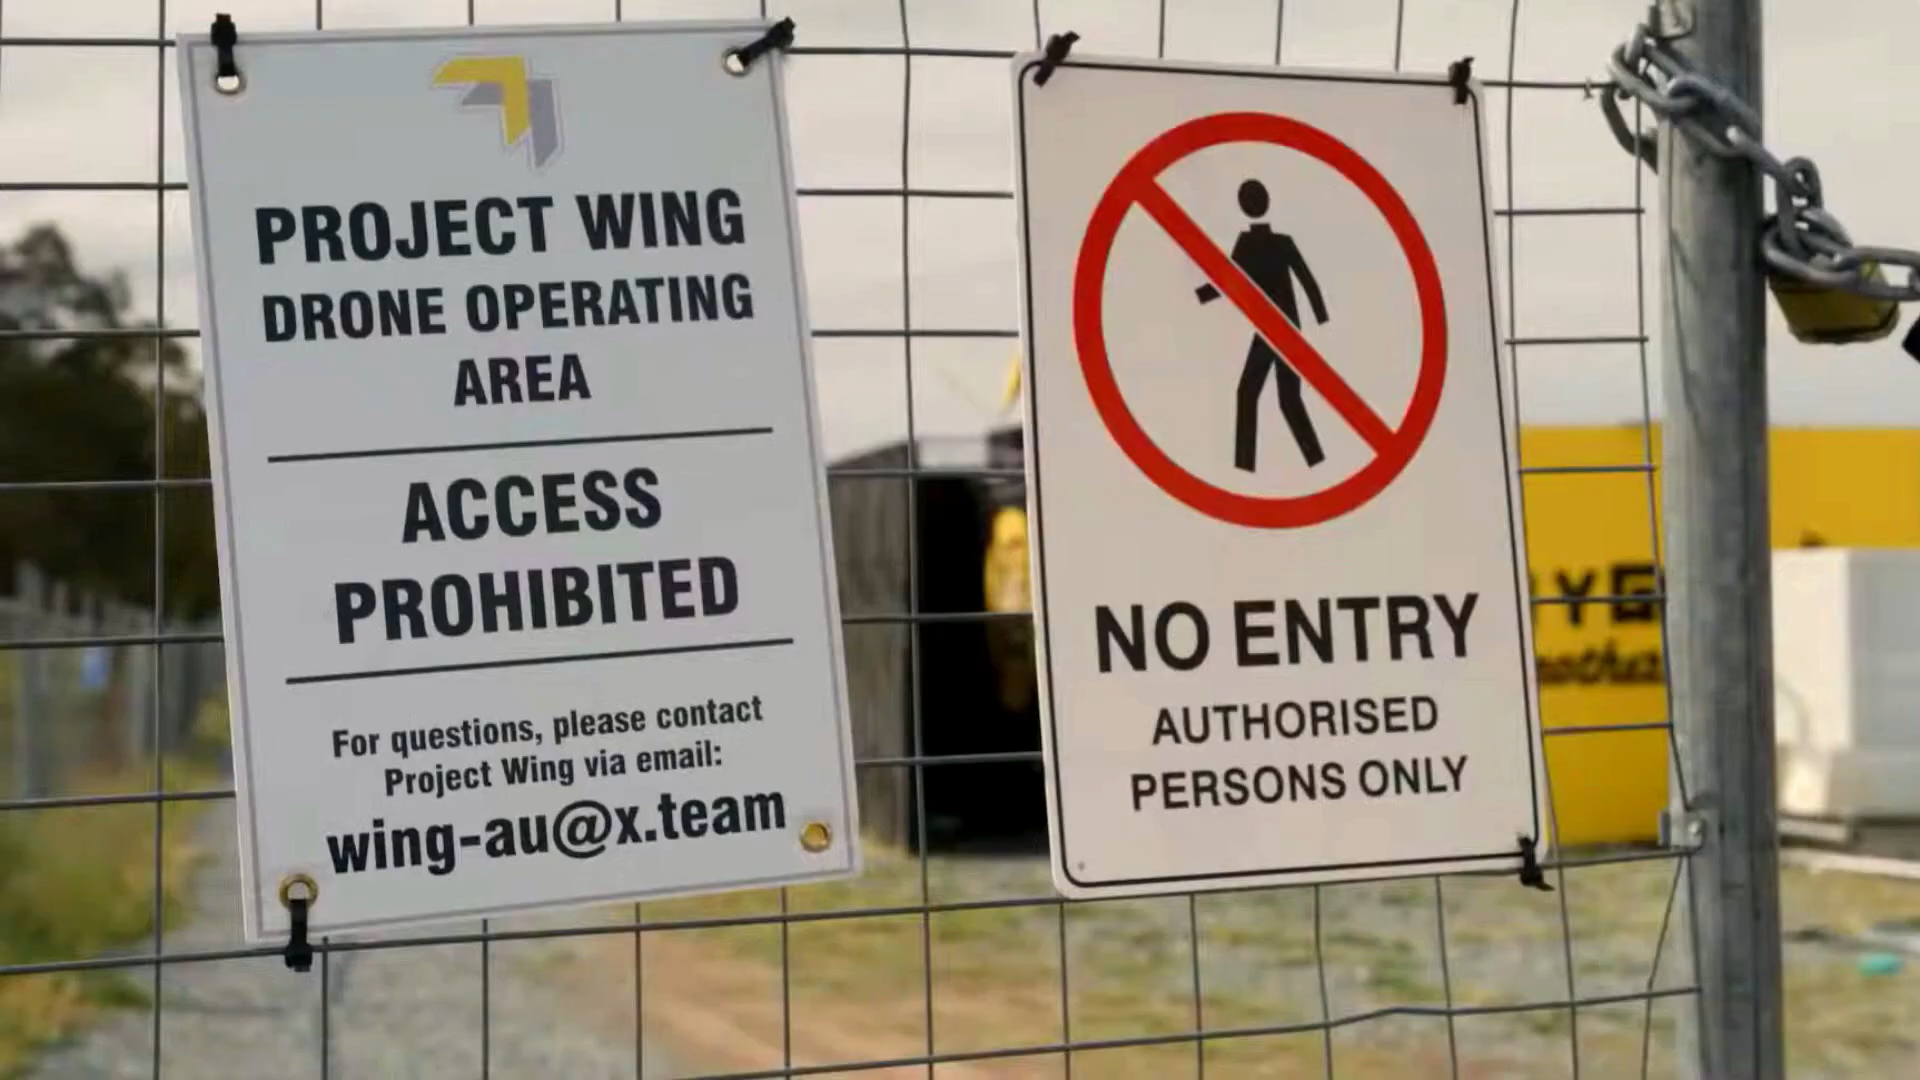 PROJECT WING
DRONE OPERATING
AREA
ACCESS
PROHIBITED
For questions, please contact
Project Wing via email:
wing-au@x.team
NO ENTRY
AUTHORISED
PERSONS ONLY